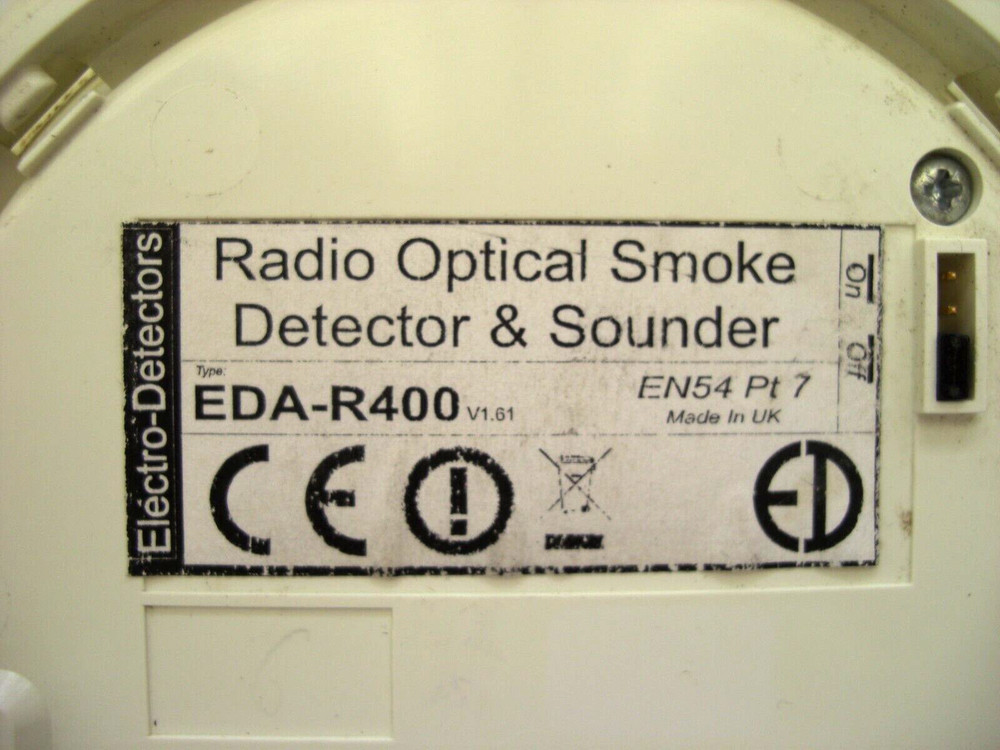 Electro-Detectors
Radio Optical Smoke
Detector & Sounder
On
Off
Type:
EDA-R400 V1.61
EN54 Pt 7
Made In UK
CE
ED